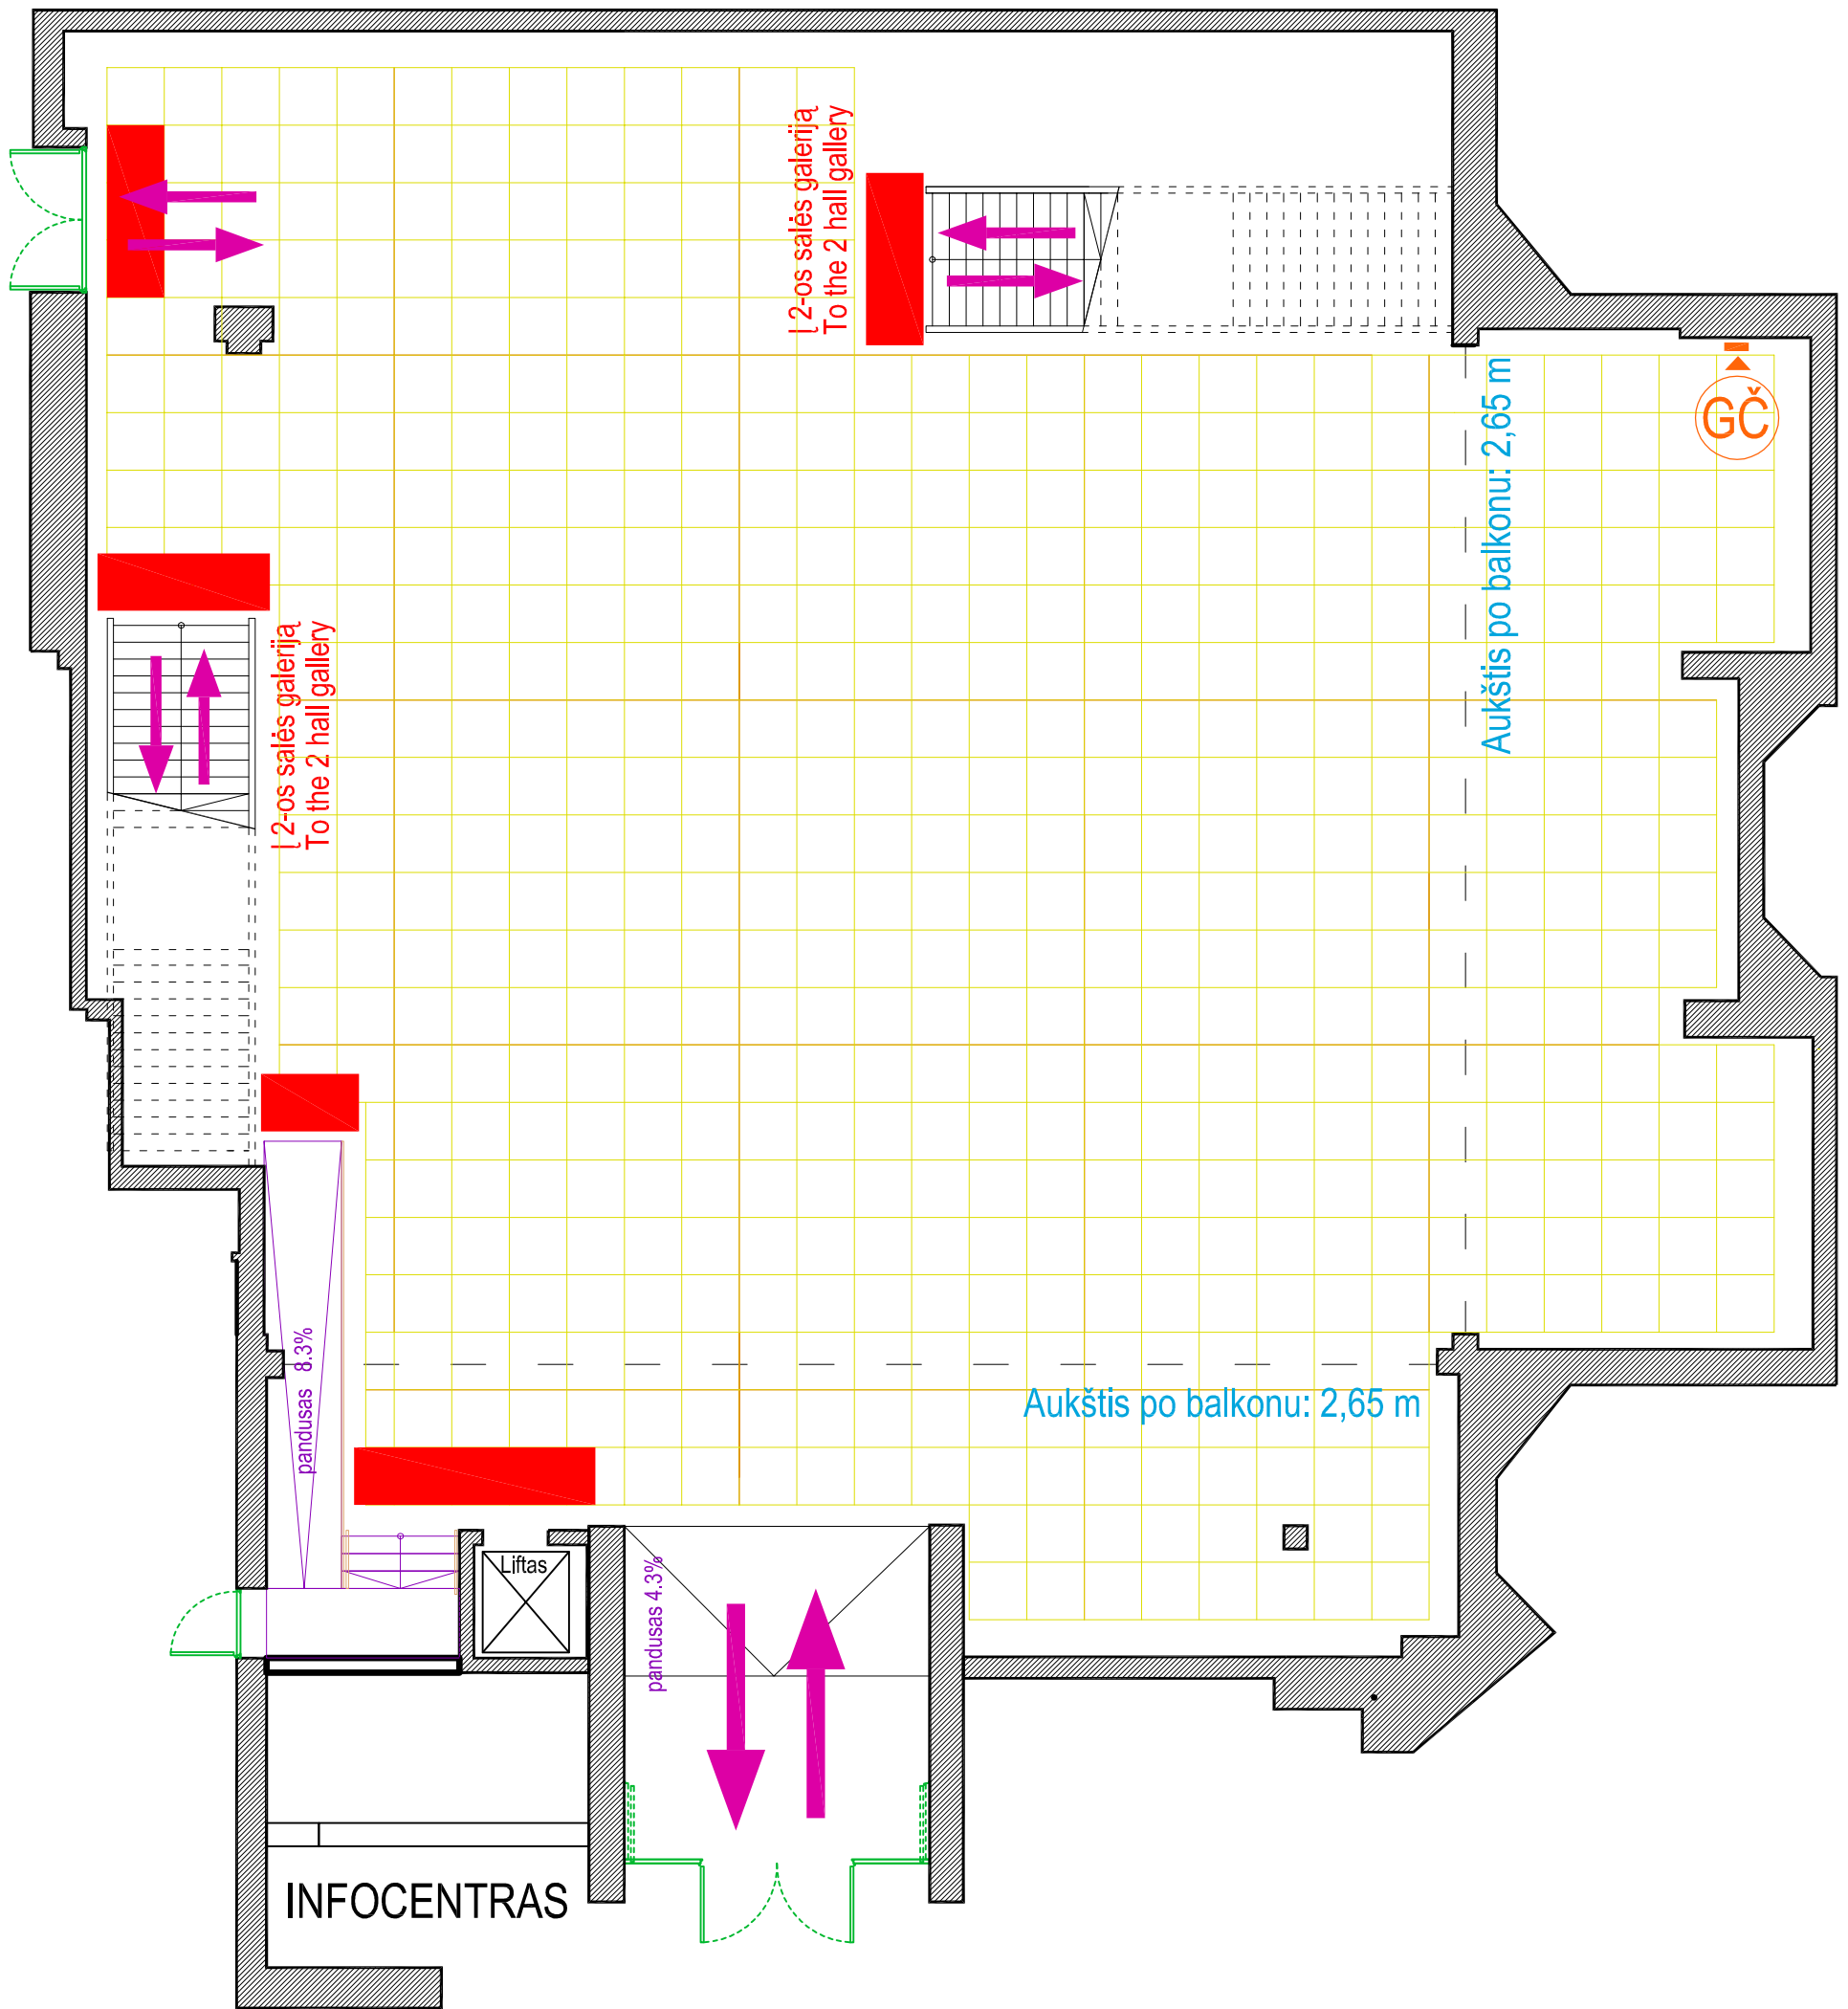 Į 2-os salės galeriją
To the 2 hall gallery
GČ
Aukštis po balkonu: 2,65 m
Į 2-os salės galeriją
To the 2 hall gallery
pandusas 8.3%
Aukštis po balkonu: 2,65 m
Liftas
pandusas 4.3%
INFOCENTRAS